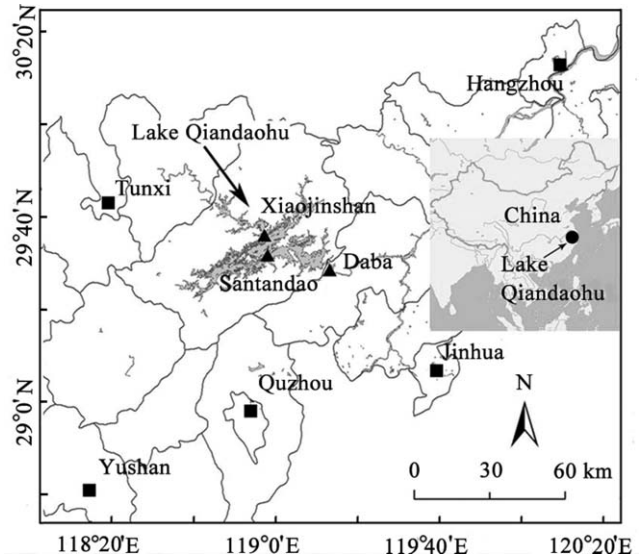 30°20′N
Hangzhou
Lake Qiandaohu
Tunxi
Xiaojinshan
China
29°40′N
Daba
Lake
Santandao
Qiandaohu
Jinhua
Quzhou
N
29°0′N
Yushan
0 30 60 km
118°20′E 119°0′E 119°40′E 120°20′E